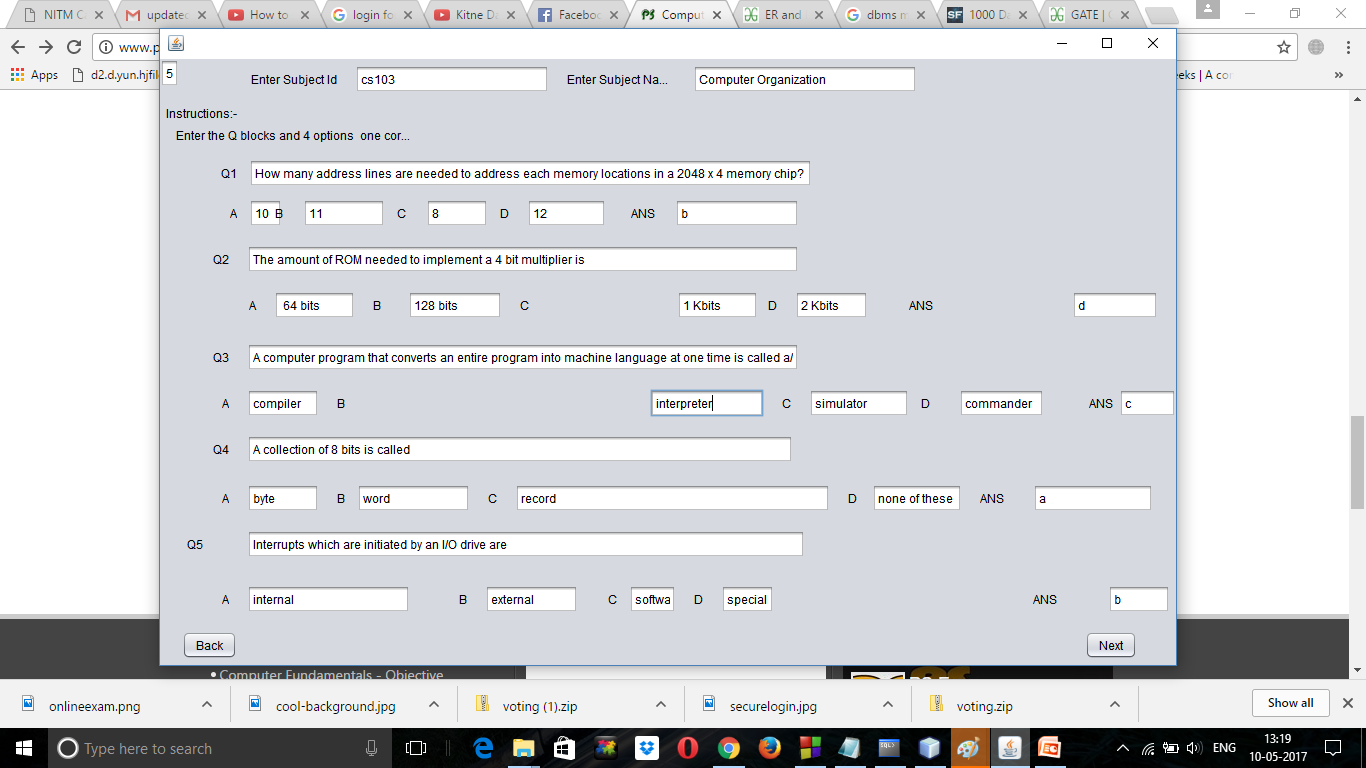 NITM C
update
How to
login fo
Kitne D
Faceboo
Comput
ER and
dbms m
1000 D
GATE | 
www.p
Apps
d2.d.yun.hjfil
eeks | A co
»
5
Enter Subject Id cs103 Enter Subject Na... Computer Organization
Instructions:-
Enter the Q blocks and 4 options one cor...
Q1 How many address lines are needed to address each memory locations in a 2048 x 4 memory chip?
A 10 B 11 C 8 D 12 ANS b
Q2 The amount of ROM needed to implement a 4 bit multiplier is
A 64 bits B 128 bits C 1 Kbits D 2 Kbits ANS d
Q3 A computer program that converts an entire program into machine language at one time is called a/
A compiler B interpreter C simulator D commander ANS c
Q4 A collection of 8 bits is called
A byte B word C record D none of these ANS a
Q5 Interrupts which are initiated by an I/O drive are
A internal B external C softwa D special ANS b
Back Next
• Computer Fundamentals - Objective
onlineexam.png cool-background.jpg voting (1).zip securelogin.jpg voting.zip Show all
Type here to search ENG 13:19
10-05-2017